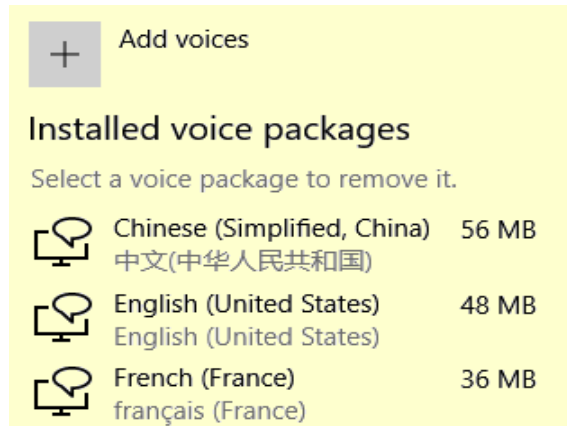 Add voices
Installed voice packages
Select a voice package to remove it.
Chinese (Simplified, China) 56 MB
中文(中华人民共和国)
English (United States) 48 MB
English (United States)
French (France) 36 MB
français (France)